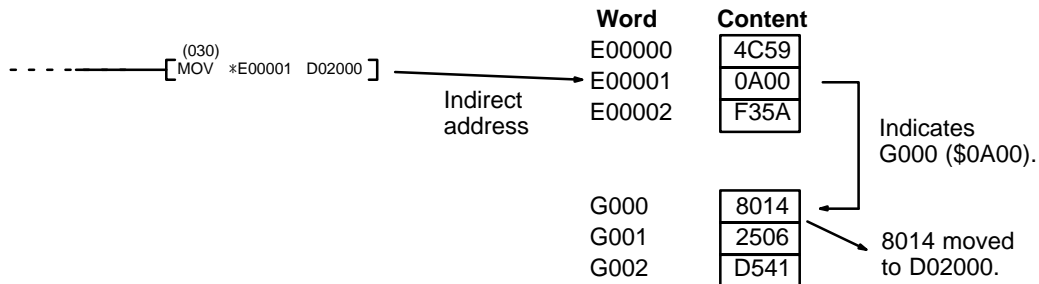 Word Content
(030)
MOV *E00001 D02000
E00000 4C59
E00001 0A00
E00002 F35A
Indirect
address
Indicates
G000 ($0A00).
G000 8014
G001 2506
G002 D541
8014 moved
to D02000.